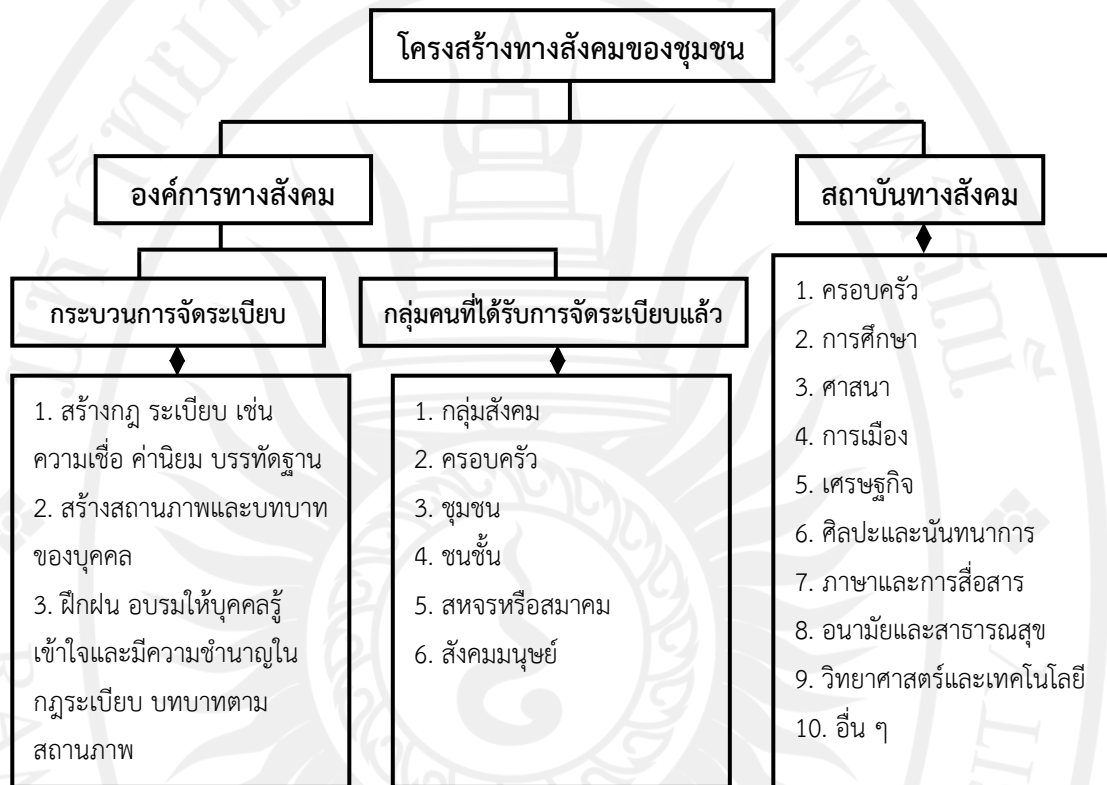 โครงสร้างทางสังคมของชุมชน
องค์การทางสังคม
สถาบันทางสังคม
กระบวนการจัดระเบียบ
กลุ่มคนที่ได้รับการจัดระเบียบแล้ว
1. สร้างกฎ ระเบียบ เช่น
ความเชื่อ ค่านิยม บรรทัดฐาน
2. สร้างสถานภาพและบทบาท
ของบุคคล
3. ฝึกฝน อบรมให้บุคคลรู้
เข้าใจและมีความชำนาญใน
กฎระเบียบ บทบาทตาม
สถานภาพ
1. กลุ่มสังคม
2. ครอบครัว
3. ชุมชน
4. ชนชั้น
5. สหจรหรือสมาคม
6. สังคมมนุษย์
1. ครอบครัว
2. การศึกษา
3. ศาสนา
4. การเมือง
5. เศรษฐกิจ
6. ศิลปะและนันทนาการ
7. ภาษาและการสื่อสาร
8. อนามัยและสาธารณสุข
9. วิทยาศาสตร์และเทคโนโลยี
10. อื่น ๆ